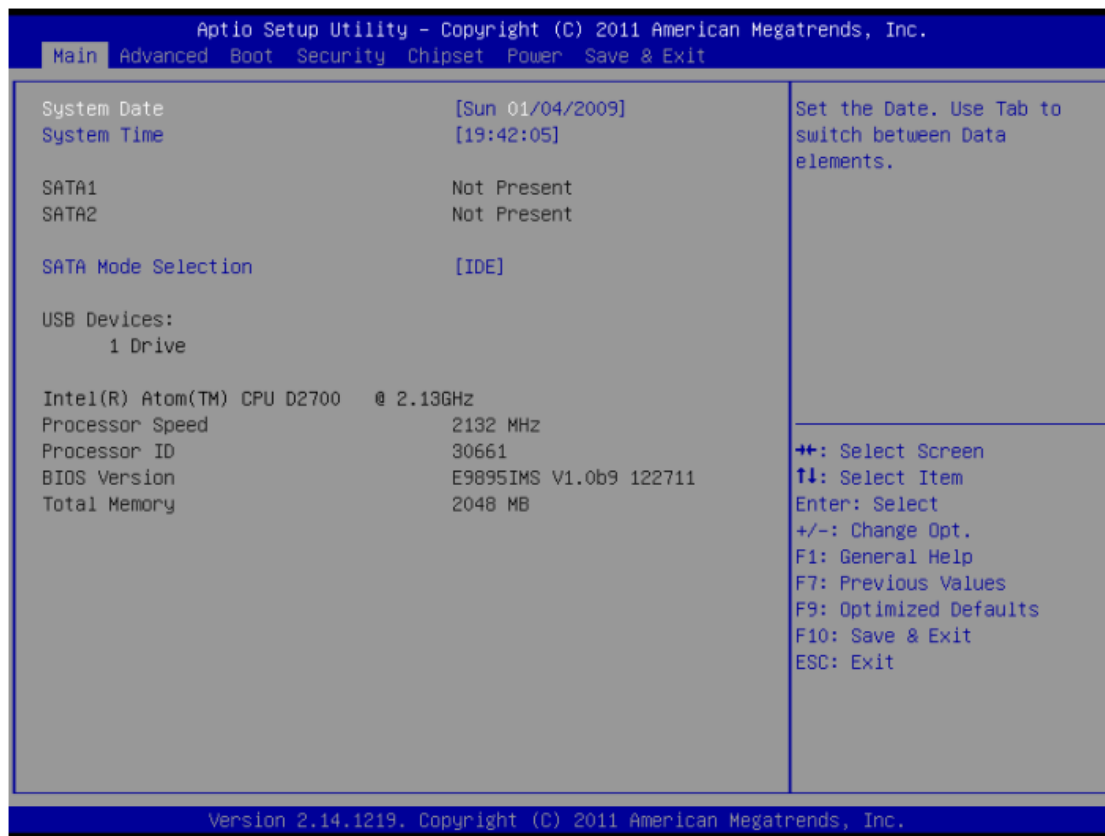 Aptio Setup Utility – Copyright (C) 2011 American Megatrends, Inc.
Main Advanced Boot Security Chipset Power Save & Exit
System Date [Sun 01/04/2009]
System Time [19:42:05]
SATA1 Not Present
SATA2 Not Present
SATA Mode Selection [IDE]
USB Devices:
1 Drive
Intel(R) Atom(TM) CPU D2700 @ 2.13GHz
Processor Speed 2132 MHz
Processor ID 30661
BIOS Version E9895IMS V1.0b9 122711
Total Memory 2048 MB
Set the Date. Use Tab to
switch between Data
elements.
→←: Select Screen
↑↓: Select Item
Enter: Select
+/-: Change Opt.
F1: General Help
F7: Previous Values
F9: Optimized Defaults
F10: Save & Exit
ESC: Exit
Version 2.14.1219. Copyright (C) 2011 American Megatrends, Inc.